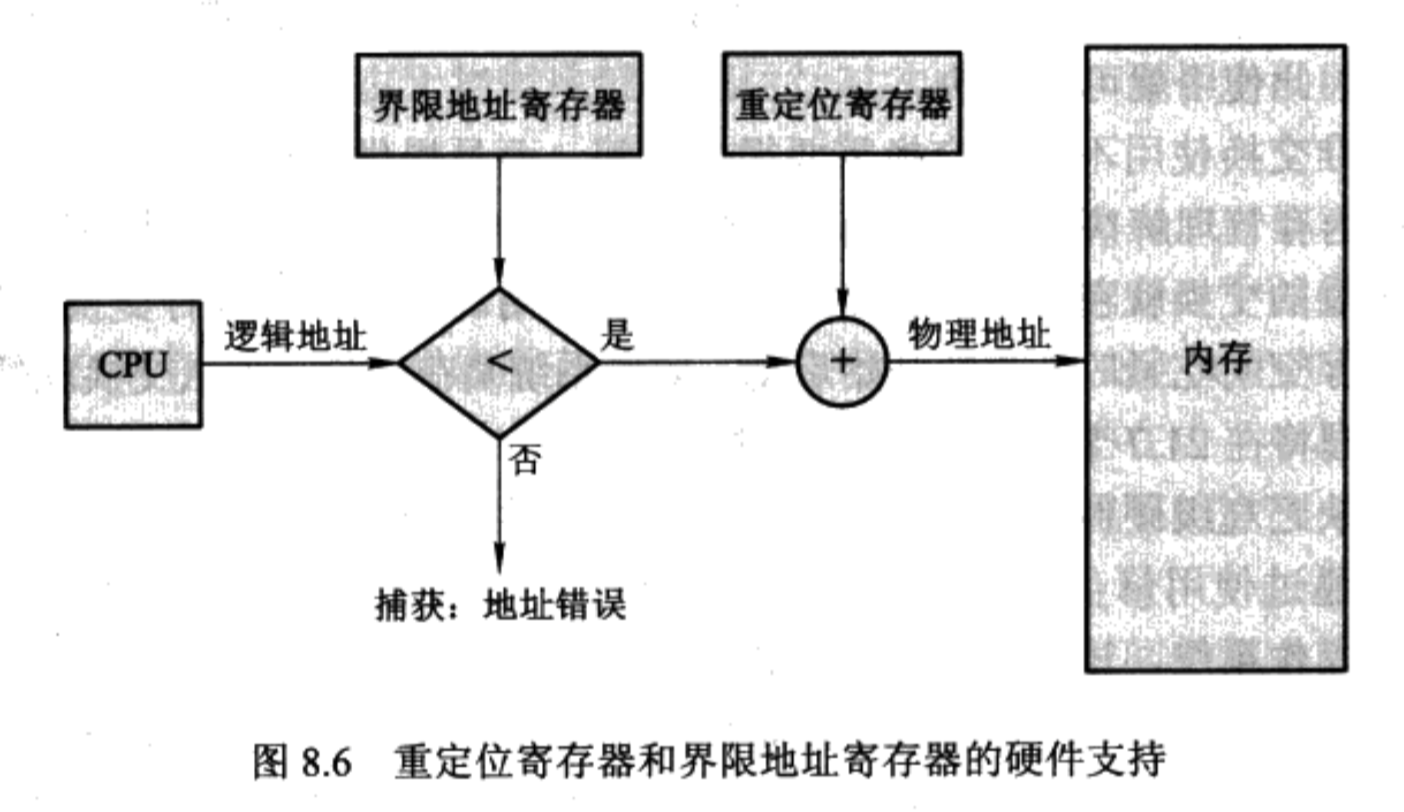 界限地址寄存器
重定位寄存器
CPU
逻辑地址
<
是
+
物理地址
内存
否
捕获：地址错误
图 8.6 重定位寄存器和界限地址寄存器的硬件支持